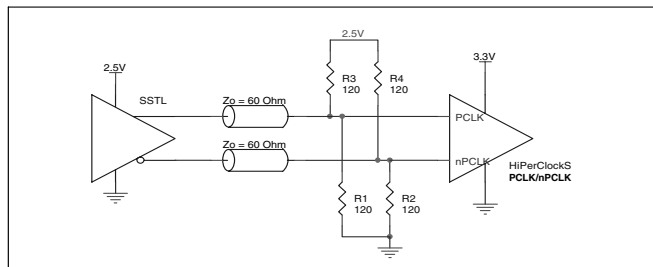 2.5V
2.5V
3.3V
SSTL
Zo = 60 Ohm
R3
120
R4
120
PCLK
Zo = 60 Ohm
nPCLK
HiPerClockS
PCLK/nPCLK
R1
120
R2
120